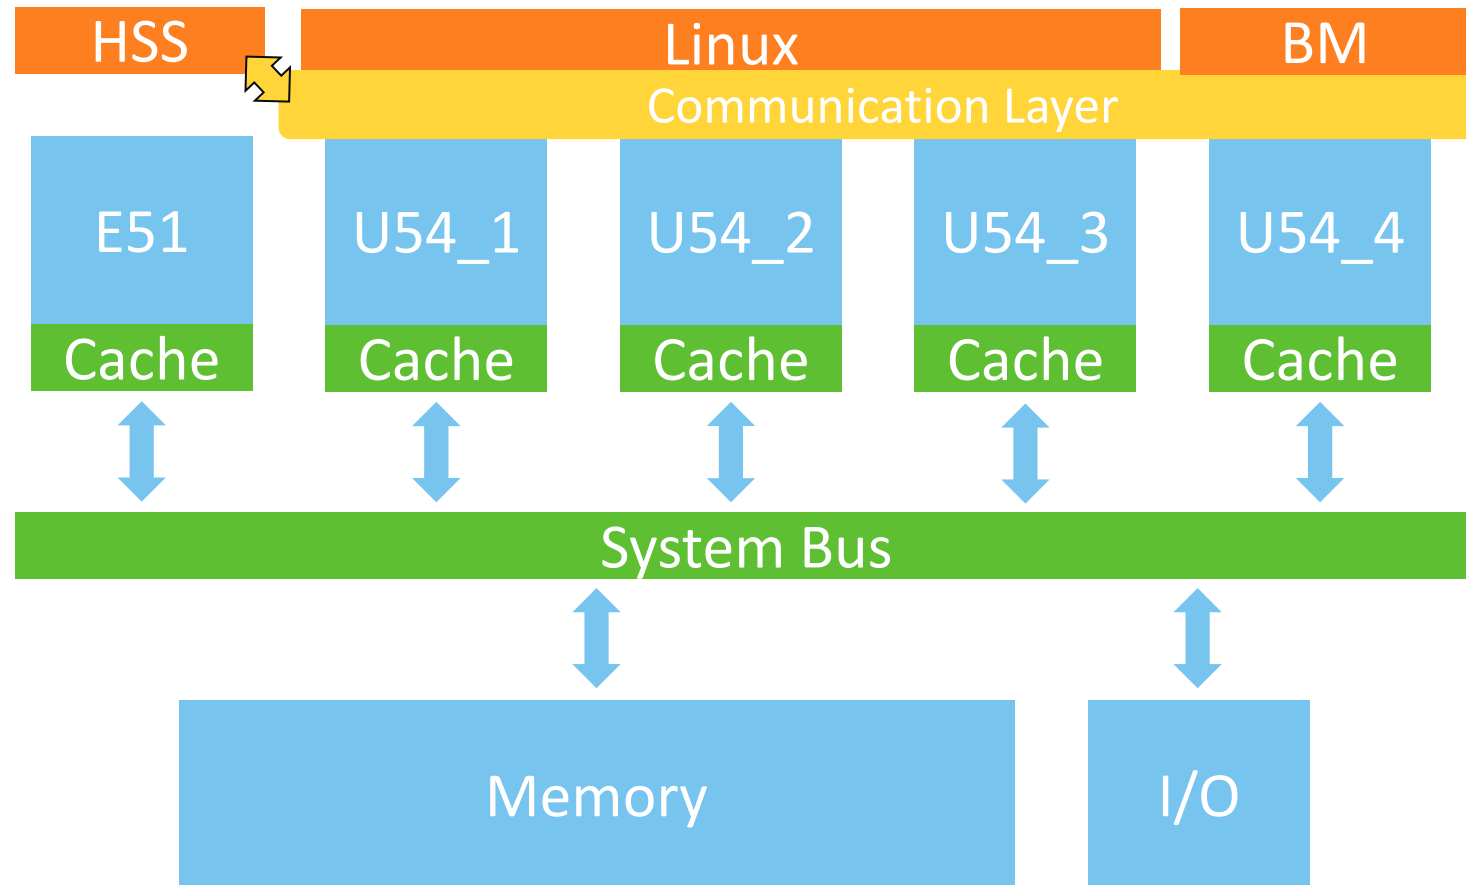 HSS
Linux
BM
Communication Layer
E51
U54_1
U54_2
U54_3
U54_4
Cache
Cache
Cache
Cache
Cache
System Bus
Memory
I/O